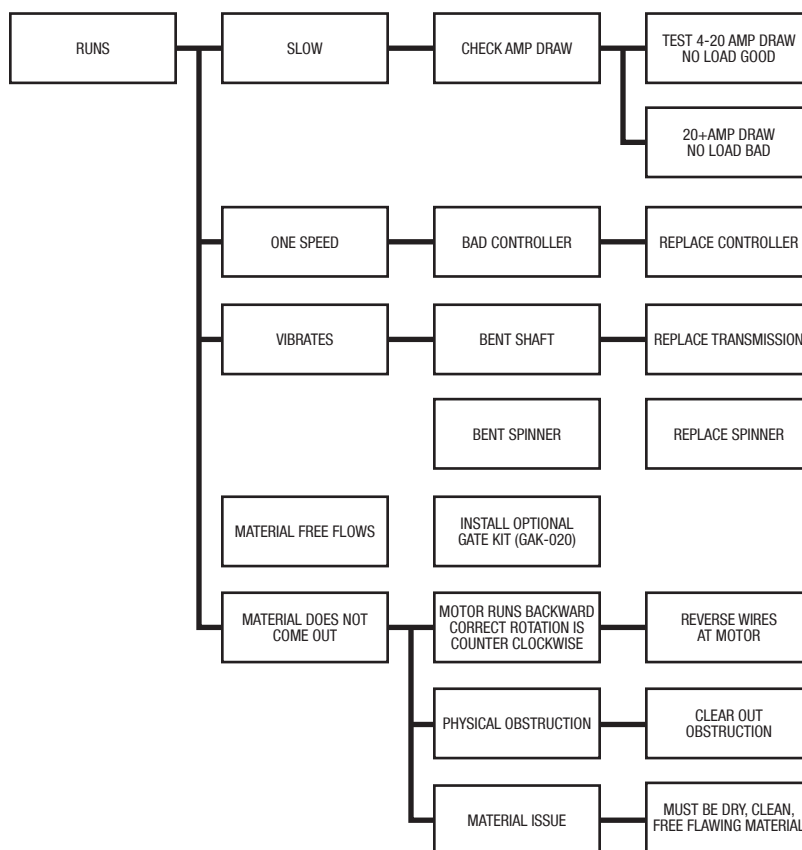 RUNS
SLOW
CHECK AMP DRAW
TEST 4-20 AMP DRAW
NO LOAD GOOD
20+AMP DRAW
NO LOAD BAD
ONE SPEED
BAD CONTROLLER
REPLACE CONTROLLER
VIBRATES
BENT SHAFT
REPLACE TRANSMISSION
BENT SPINNER
REPLACE SPINNER
MATERIAL FREE FLOWS
INSTALL OPTIONAL
GATE KIT (GAK-020)
MATERIAL DOES NOT
COME OUT
MOTOR RUNS BACKWARD
CORRECT ROTATION IS
COUNTER CLOCKWISE
REVERSE WIRES
AT MOTOR
PHYSICAL OBSTRUCTION
CLEAR OUT
OBSTRUCTION
MATERIAL ISSUE
MUST BE DRY, CLEAN,
FREE FLAWING MATERIAL